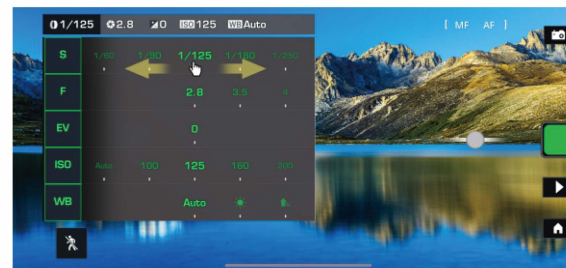 1/125 2.8 0 ISO 125 WB Auto
[ MF AF ]
S 1/60 1/90 1/125 1/180 1/250
F 2.8 3.5 4
EV 0
ISO Auto 100 125 160 200
WB Auto